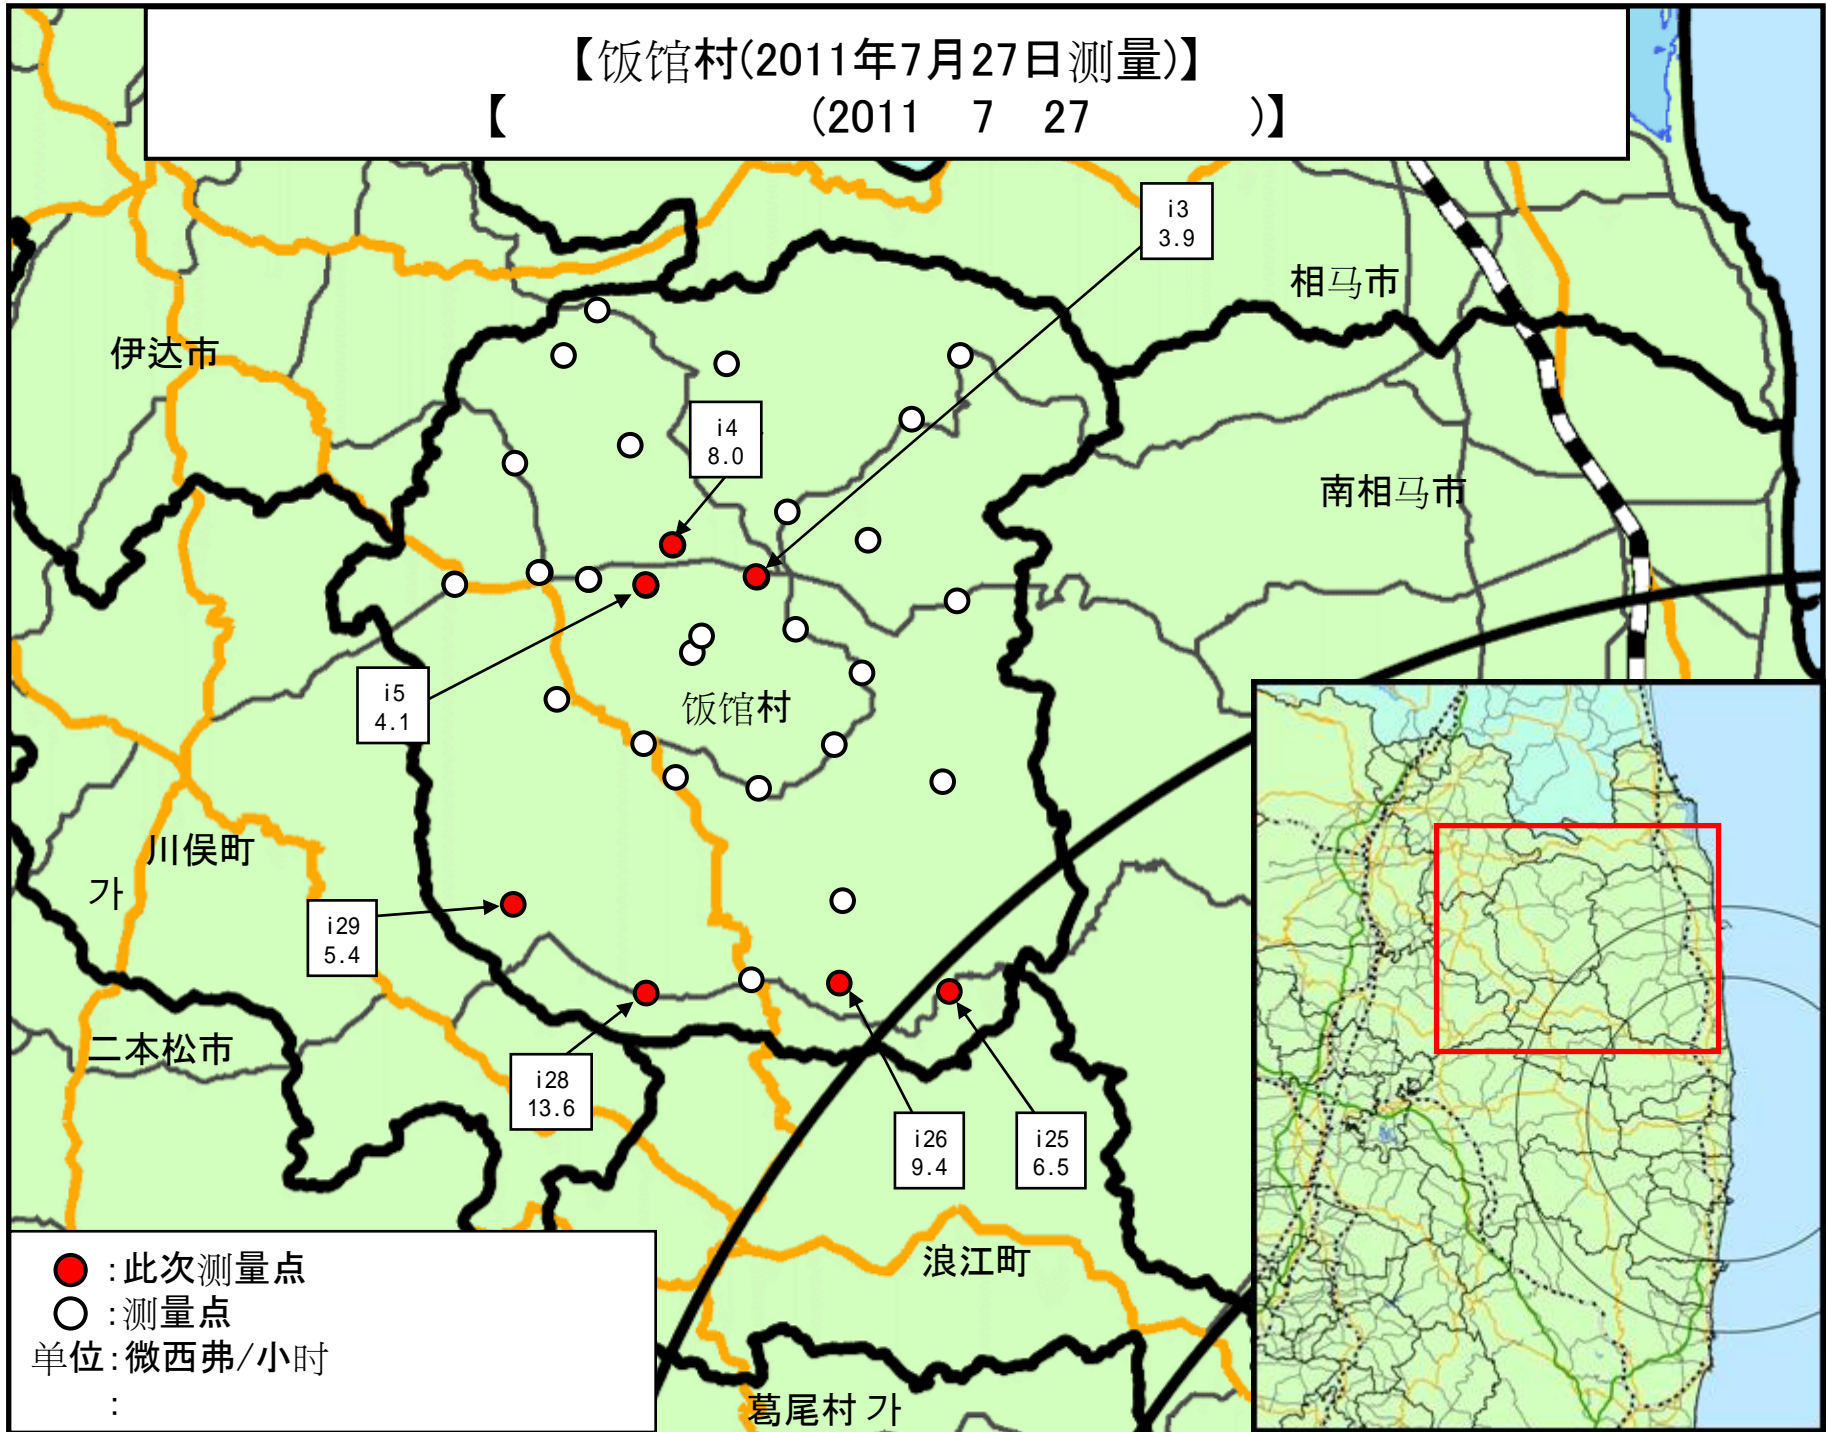 【饭馆村(2011年7月27日测量)】
【 (2011 7 27 )】
i3
3.9
相马市
伊达市
i4
8.0
南相马市
i5
4.1
饭馆村
川俣町
가
i29
5.4
二本松市
i28
13.6
i26
9.4
i25
6.5
浪江町
葛尾村 가
:此次测量点
:测量点
单位:微西弗/小时
: